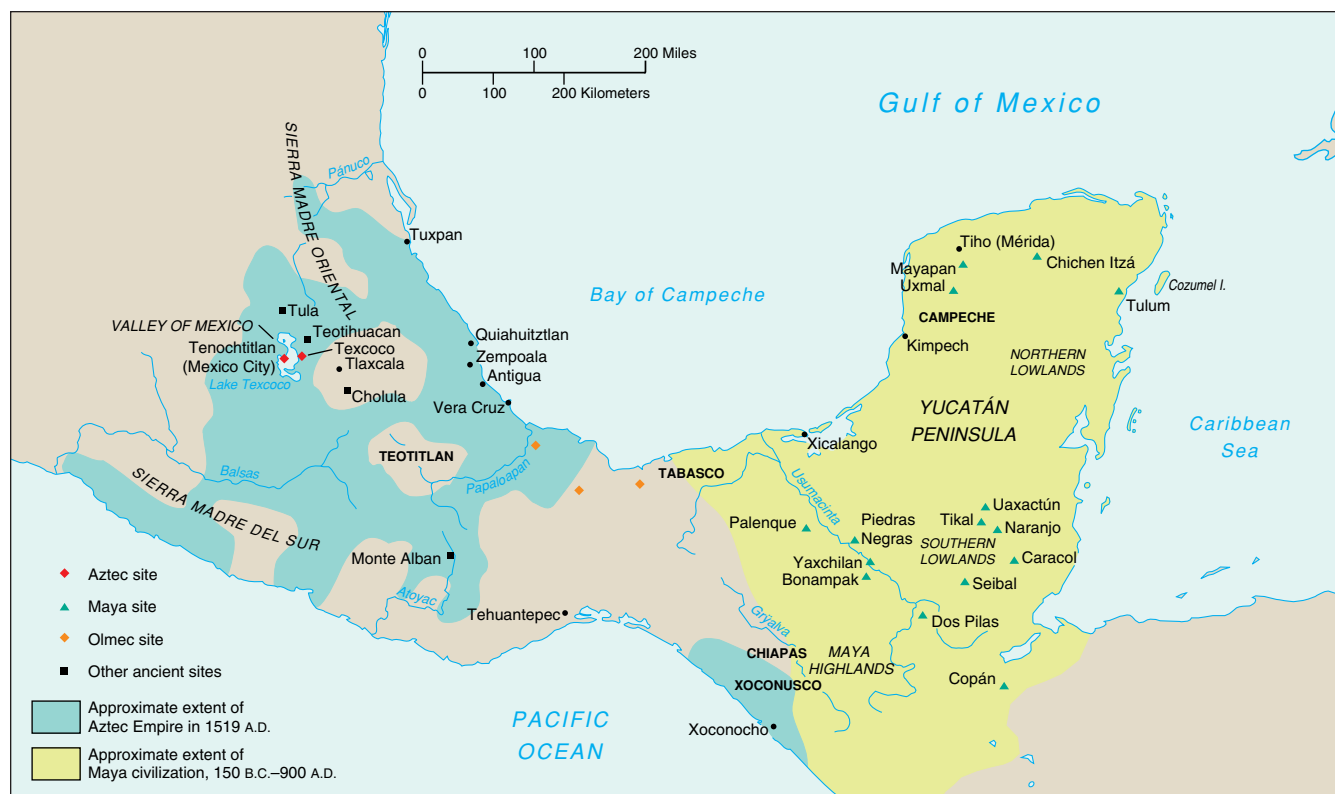 0 100 200 Miles
0 100 200 Kilometers
Gulf of Mexico
SIERRA MADRE ORIENTAL
Pánuco
Tuxpan
Tiho (Mérida)
Mayapan
Chichen Itzá
Uxmal
Cozumel I.
Tulum
Bay of Campeche
CAMPECHE
Kimpech
NORTHERN
LOWLANDS
Tula
VALLEY OF MEXICO
Teotihuacan
Tenochtitlan
(Mexico City)
Texcoco
Tlaxcala
Lake Texcoco
Cholula
Quiahuitztlan
Zempoala
Antigua
Vera Cruz
YUCATÁN
PENINSULA
Caribbean
Sea
Xicalango
TEOTITLAN
Balsas
Papaloapan
TABASCO
Usumacinta
SIERRA MADRE DEL SUR
Palenque
Piedras
Negras
Uaxactún
Tikal
Naranjo
SOUTHERN
LOWLANDS
Yaxchilan
Bonampak
Caracol
Seibal
Monte Alban
Atoyac
Tehuantepec
Dos Pilas
Grÿalva
CHIAPAS
MAYA
HIGHLANDS
XOCONUSCO
Copán
Xoconocho
PACIFIC
OCEAN
Aztec site
Maya site
Olmec site
Other ancient sites
Approximate extent of
Aztec Empire in 1519 A.D.
Approximate extent of
Maya civilization, 150 B.C.–900 A.D.